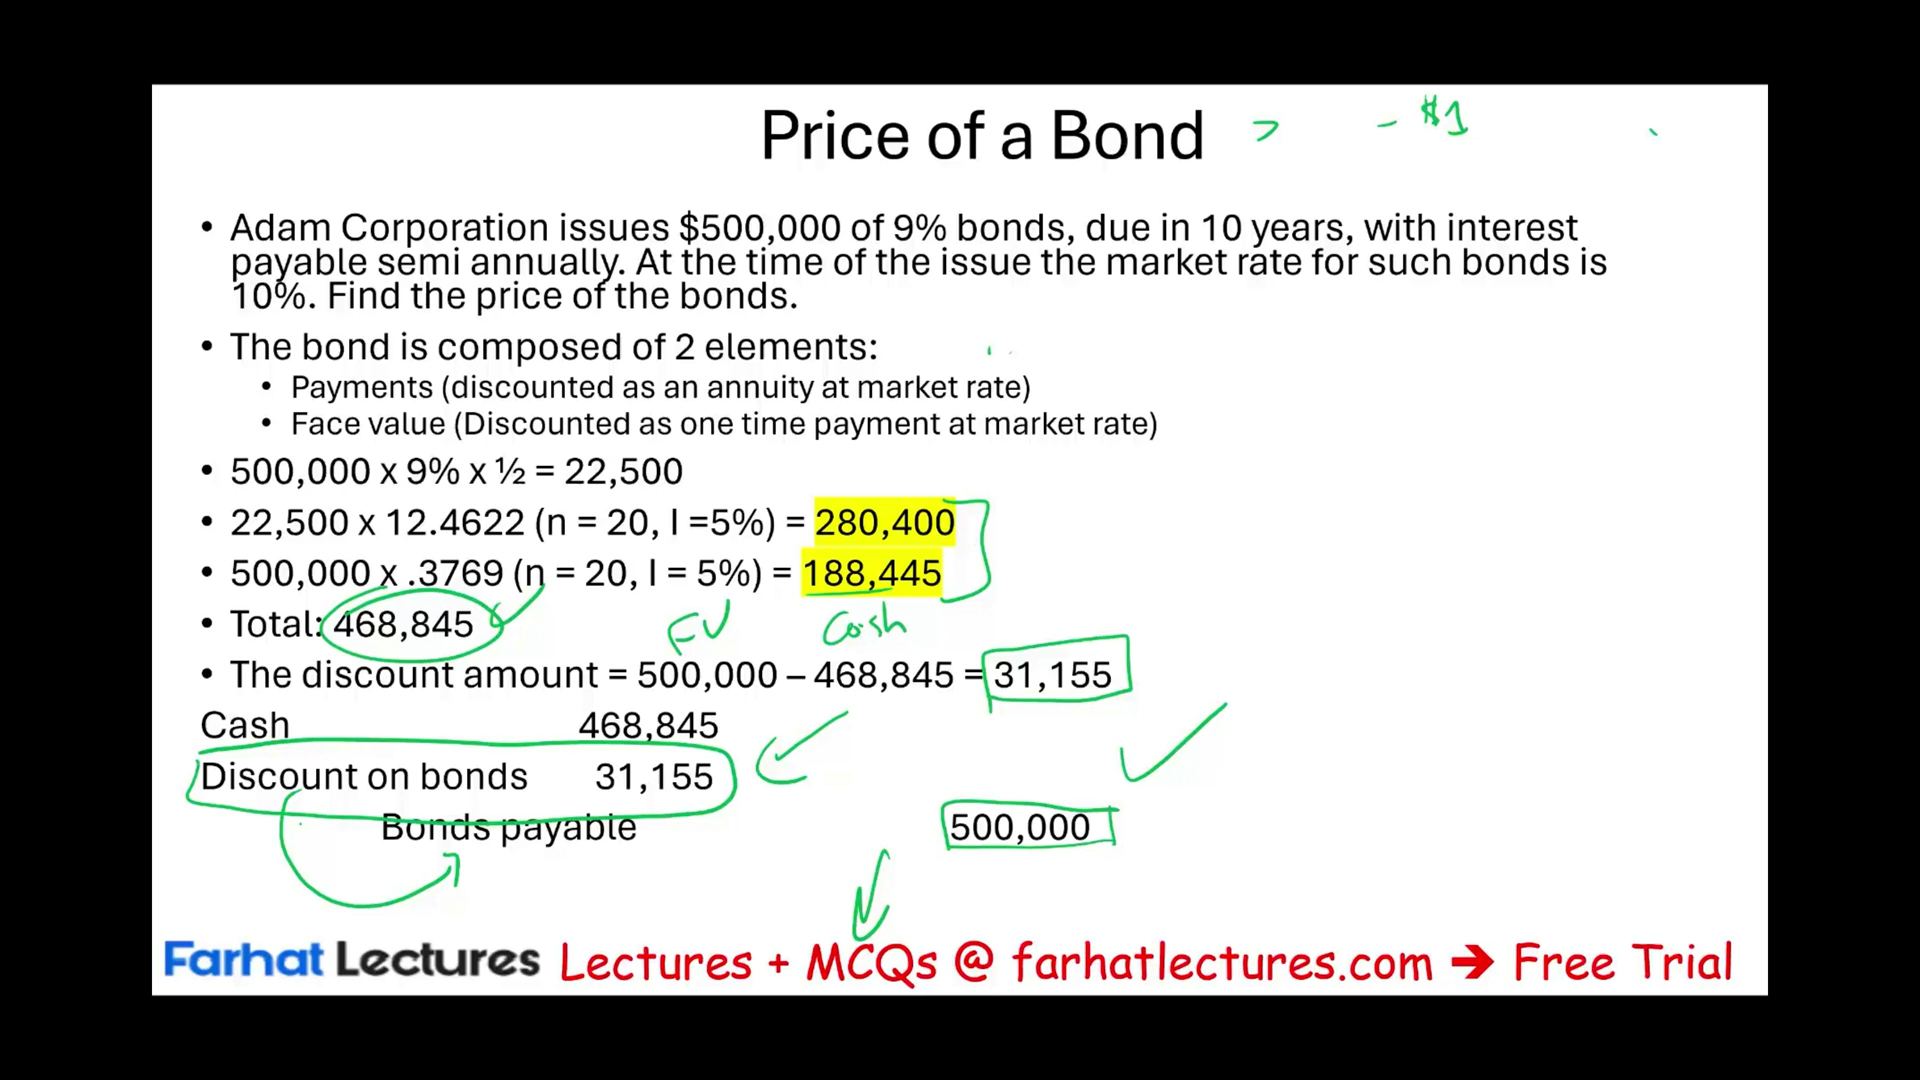 Price of a Bond > - $1
• Adam Corporation issues $500,000 of 9% bonds, due in 10 years, with interest
payable semi annually. At the time of the issue the market rate for such bonds is
10%. Find the price of the bonds.
• The bond is composed of 2 elements:
• Payments (discounted as an annuity at market rate)
• Face value (Discounted as one time payment at market rate)
• 500,000 x 9% x ½ = 22,500
• 22,500 x 12.4622 (n = 20, I =5%) = 280,400
• 500,000 x .3769 (n = 20, I = 5%) = 188,445
• Total: 468,845
FV Cash
• The discount amount = 500,000 – 468,845 = 31,155
Cash 468,845
Discount on bonds 31,155
Bonds payable 500,000
Farhat Lectures Lectures + MCQs @ farhatlectures.com → Free Trial